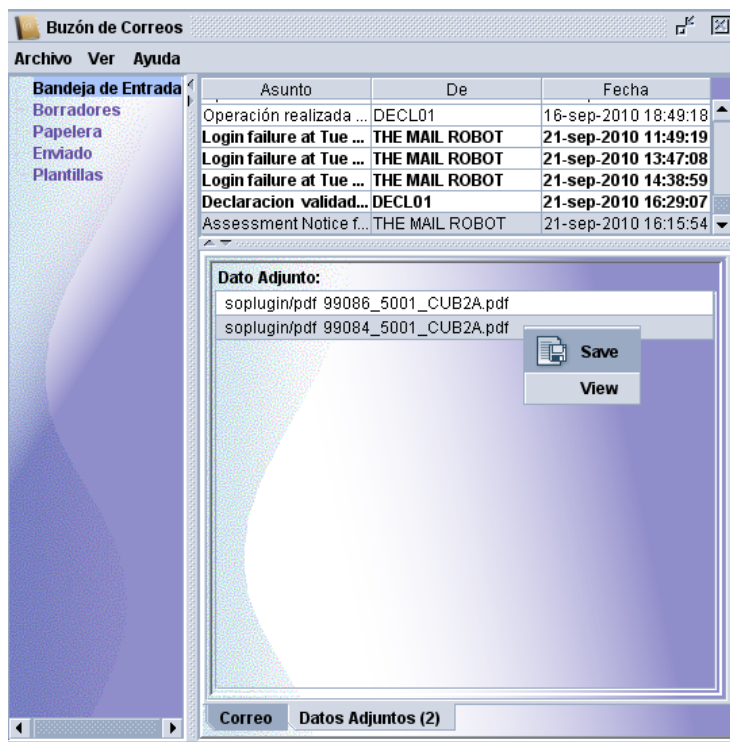 Buzón de Correos
Archivo Ver Ayuda
Bandeja de Entrada
Borradores
Papelera
Enviado
Plantillas
Asunto De Fecha
Operación realizada ... DECL01 16-sep-2010 18:49:18
Login failure at Tue ... THE MAIL ROBOT 21-sep-2010 11:49:19
Login failure at Tue ... THE MAIL ROBOT 21-sep-2010 13:47:08
Login failure at Tue ... THE MAIL ROBOT 21-sep-2010 14:38:59
Declaracion validad... DECL01 21-sep-2010 16:29:07
Assessment Notice f... THE MAIL ROBOT 21-sep-2010 16:15:54
Dato Adjunto:
soplugin/pdf 99086_5001_CUB2A.pdf
soplugin/pdf 99084_5001_CUB2A.pdf
Save
View
Correo Datos Adjuntos (2)